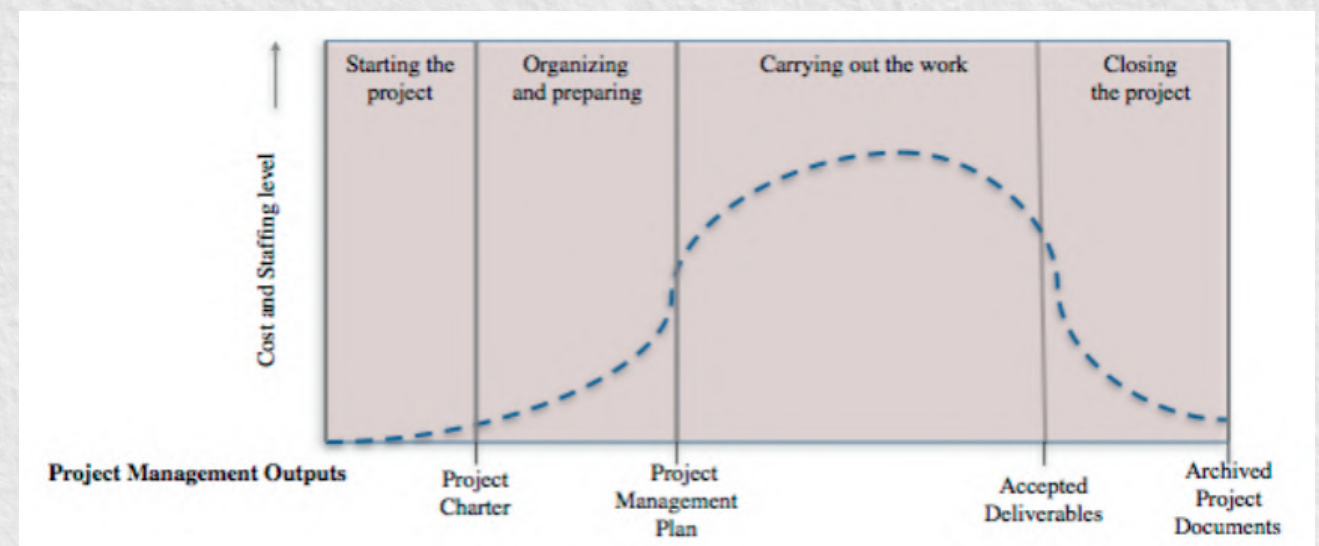 Starting the
project
Organizing
and preparing
Carrying out the work
Closing
the project
Cost and Staffing level
Project Management Outputs
Project
Charter
Project
Management
Plan
Accepted
Deliverables
Archived
Project
Documents